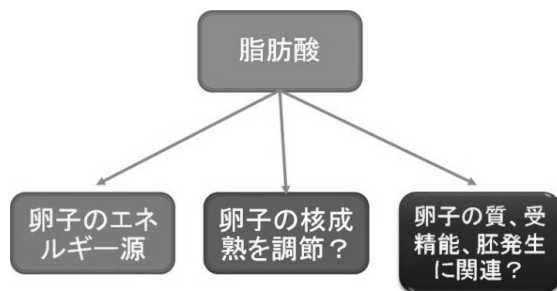 脂肪酸
卵子のエネ
ルギー源
卵子の核成
熟を調節？
卵子の質、受
精能、胚発生
に関連？